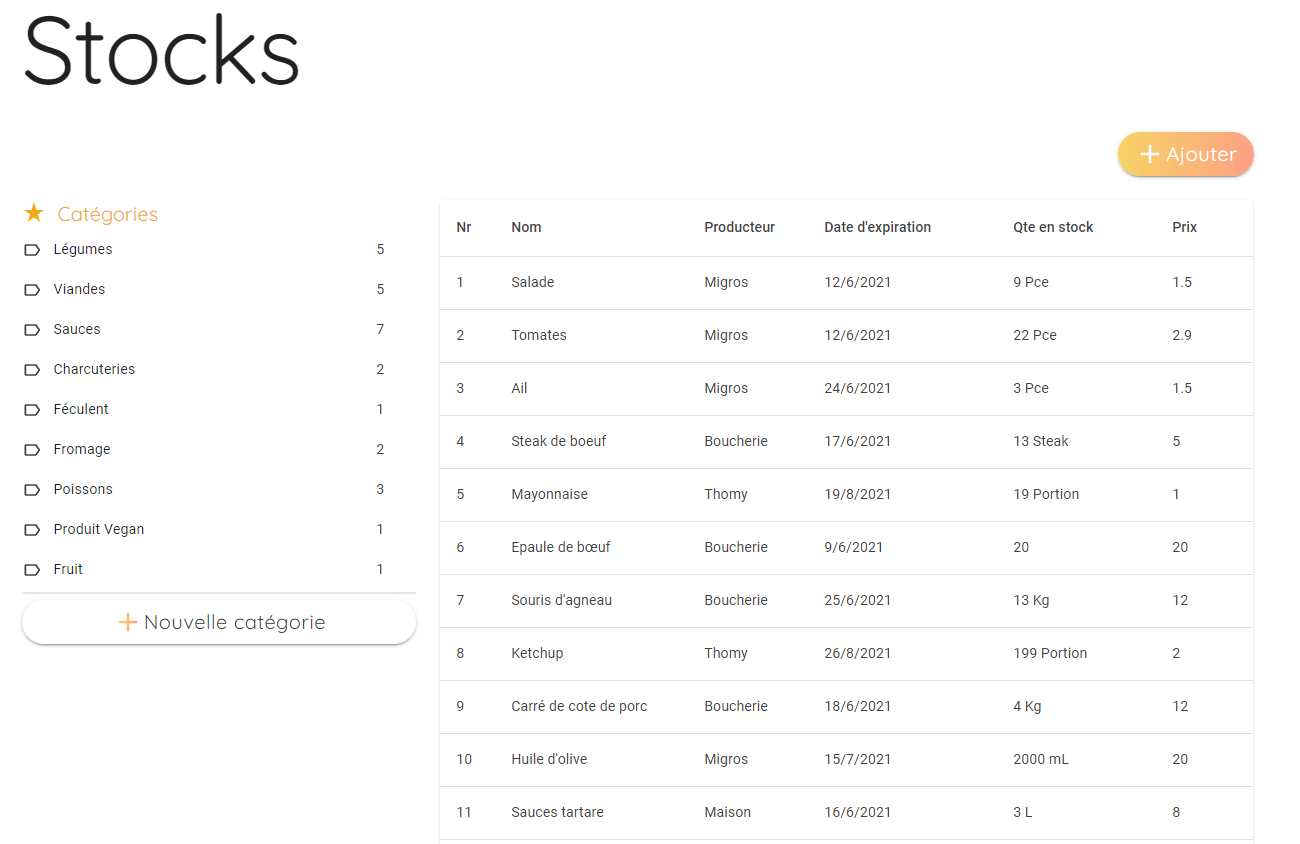 Stocks
+ Ajouter
Catégories
Légumes 5
Viandes 5
Sauces 7
Charcuteries 2
Féculent 1
Fromage 2
Poissons 3
Produit Vegan 1
Fruit 1
+ Nouvelle catégorie
Nr Nom Producteur Date d'expiration Qte en stock Prix
1 Salade Migros 12/6/2021 9 Pce 1.5
2 Tomates Migros 12/6/2021 22 Pce 2.9
3 Ail Migros 24/6/2021 3 Pce 1.5
4 Steak de boeuf Boucherie 17/6/2021 13 Steak 5
5 Mayonnaise Thomy 19/8/2021 19 Portion 1
6 Epaule de bœuf Boucherie 9/6/2021 20 20
7 Souris d'agneau Boucherie 25/6/2021 13 Kg 12
8 Ketchup Thomy 26/8/2021 199 Portion 2
9 Carré de cote de porc Boucherie 18/6/2021 4 Kg 12
10 Huile d'olive Migros 15/7/2021 2000 mL 20
11 Sauces tartare Maison 16/6/2021 3 L 8